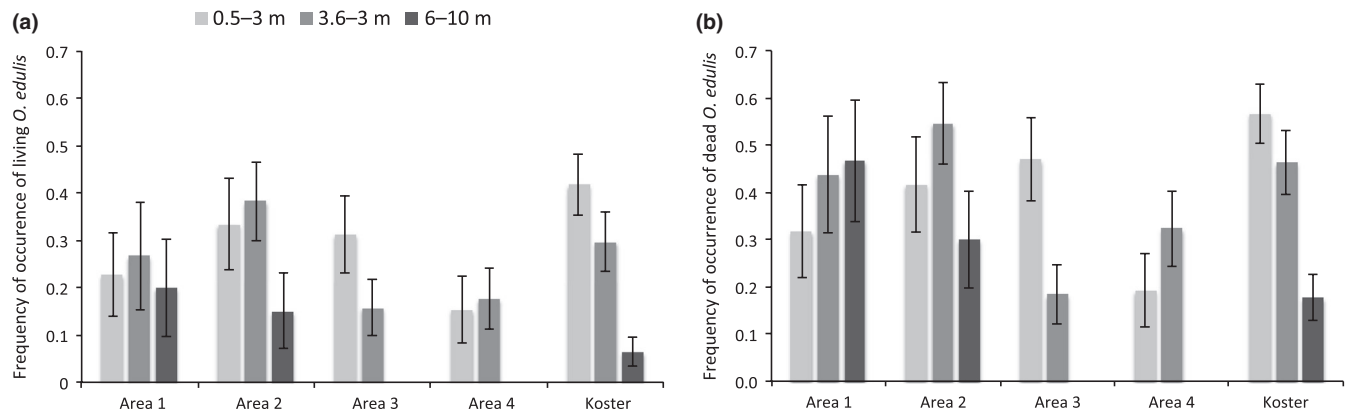 (a)
0.5–3 m 3.6–3 m 6–10 m
Frequency of occurence of living O. edulis
0.7
0.6
0.5
0.4
0.3
0.2
0.1
0
Area 1 Area 2 Area 3 Area 4 Koster
(b)
Frequency of occurrence of dead O. edulis
0.7
0.6
0.5
0.4
0.3
0.2
0.1
0.0
Area 1 Area 2 Area 3 Area 4 Koster